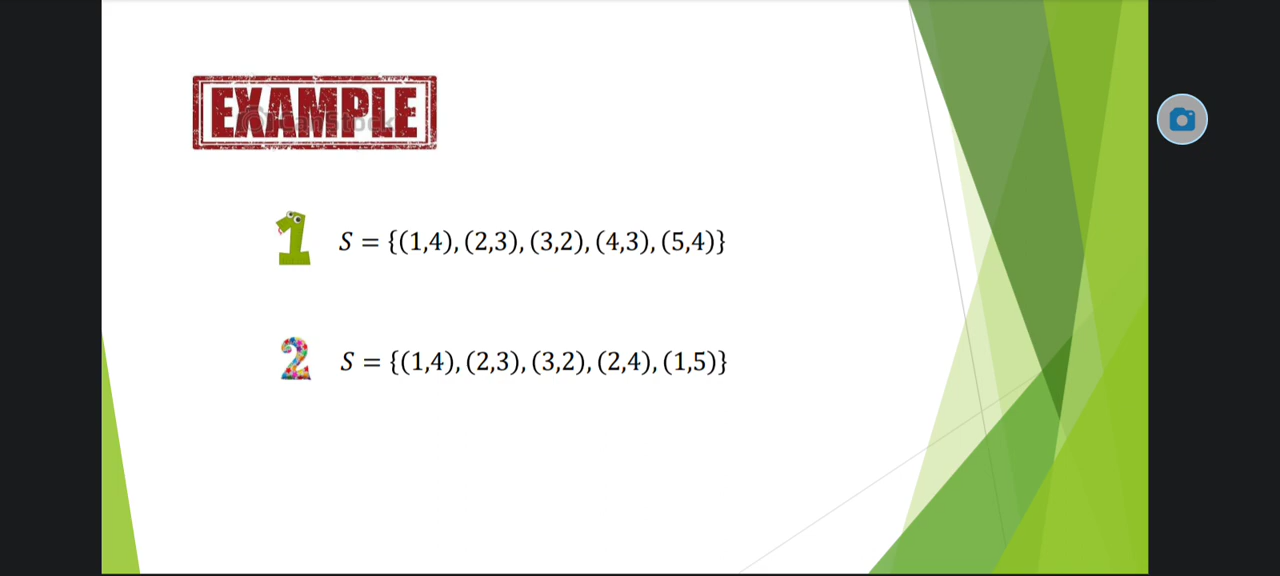 EXAMPLE
1 S = {(1,4), (2,3), (3,2), (4,3), (5,4)}
2 S = {(1,4), (2,3), (3,2), (2,4), (1,5)}